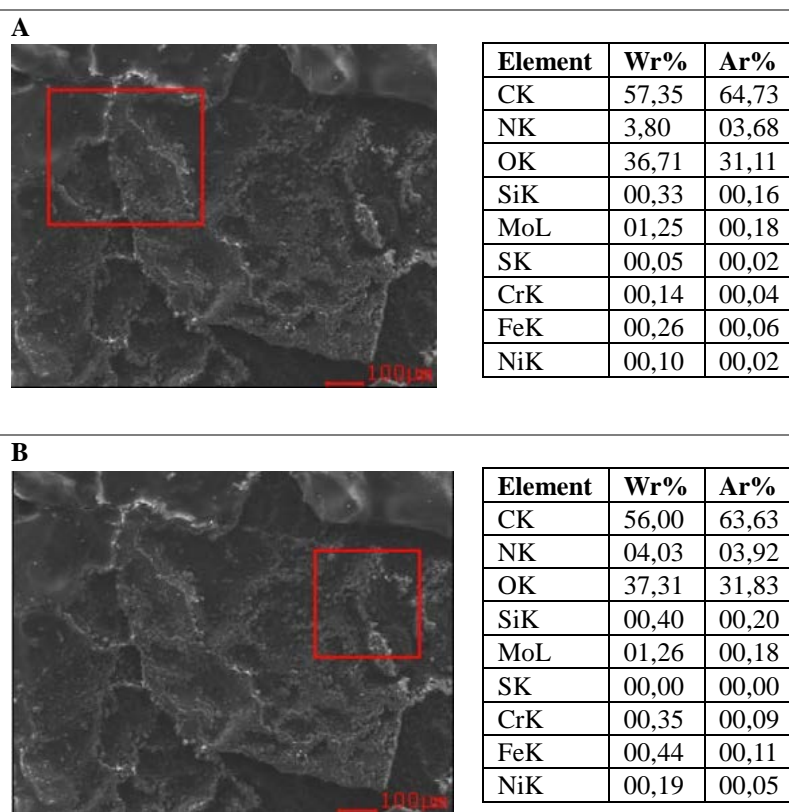 A
Element Wr% Ar%
CK 57,35 64,73
NK 3,80 03,68
OK 36,71 31,11
SiK 00,33 00,16
MoL 01,25 00,18
SK 00,05 00,02
CrK 00,14 00,04
FeK 00,26 00,06
NiK 00,10 00,02
100μm
B
Element Wr% Ar%
CK 56,00 63,63
NK 04,03 03,92
OK 37,31 31,83
SiK 00,40 00,20
MoL 01,26 00,18
SK 00,00 00,00
CrK 00,35 00,09
FeK 00,44 00,11
NiK 00,19 00,05
100μm